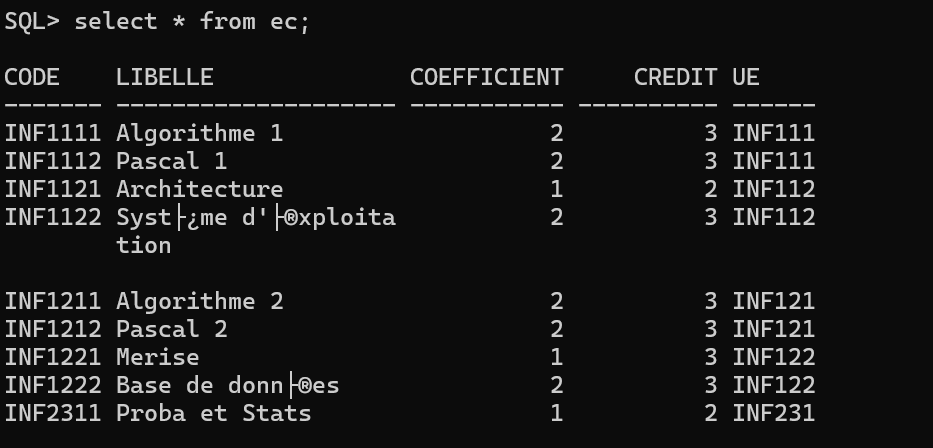 SQL> select * from ec;
CODE    LIBELLE              COEFFICIENT     CREDIT UE
------- -------------------- ----------- ---------- ------
INF1111 Algorithme 1                   2          3 INF111
INF1112 Pascal 1                       2          3 INF111
INF1121 Architecture                   1          2 INF112
INF1122 Syst├¿me d'├®xploita          2          3 INF112
        tion
INF1211 Algorithme 2                   2          3 INF121
INF1212 Pascal 2                       2          3 INF121
INF1221 Merise                         1          3 INF122
INF1222 Base de donn├®es              2          3 INF122
INF2311 Proba et Stats                 1          2 INF231